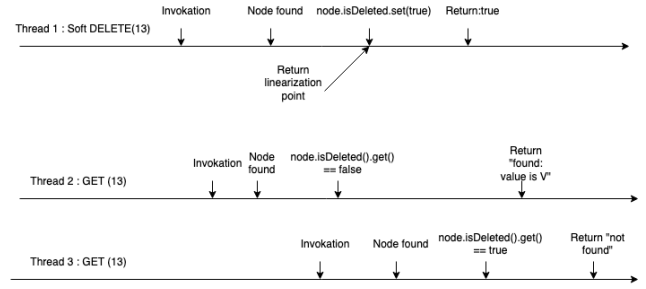 Invokation
Node found
node.isDeleted.set(true)
Return:true
Thread 1 : Soft DELETE(13)
Return
linearization
point
Thread 2 : GET (13)
Invokation
Node
found
node.isDeleted().get()
== false
Return
"found:
value is V"
Thread 3 : GET (13)
Invokation
Node found
node.isDeleted().get()
== true
Return "not
found"